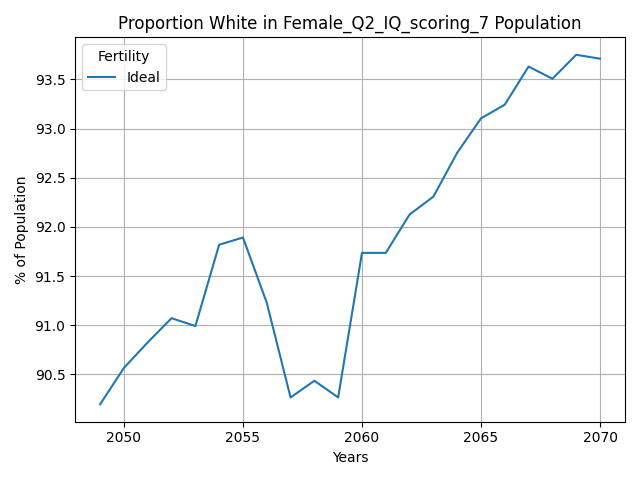 Proportion White in Female_Q2_IQ_scoring_7 Population
Fertility
Ideal
93.5
93.0
92.5
92.0
91.5
91.0
90.5
% of Population
2050 2055 2060 2065 2070
Years